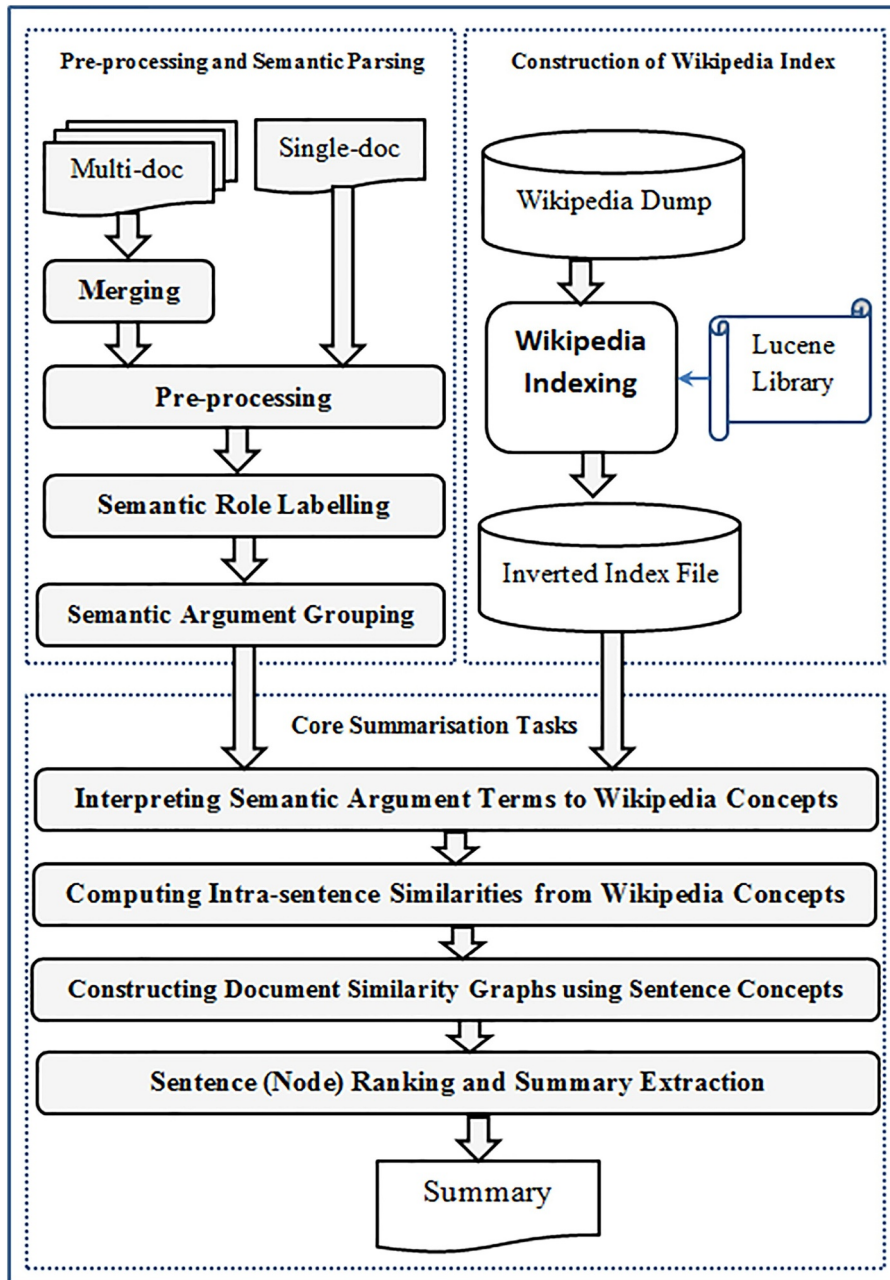 Pre-processing and Semantic Parsing
Multi-doc
Single-doc
Merging
Pre-processing
Semantic Role Labelling
Semantic Argument Grouping
Construction of Wikipedia Index
Wikipedia Dump
Wikipedia
Indexing
Lucene
Library
Inverted Index File
Core Summarisation Tasks
Interpreting Semantic Argument Terms to Wikipedia Concepts
Computing Intra-sentence Similarities from Wikipedia Concepts
Constructing Document Similarity Graphs using Sentence Concepts
Sentence (Node) Ranking and Summary Extraction
Summary